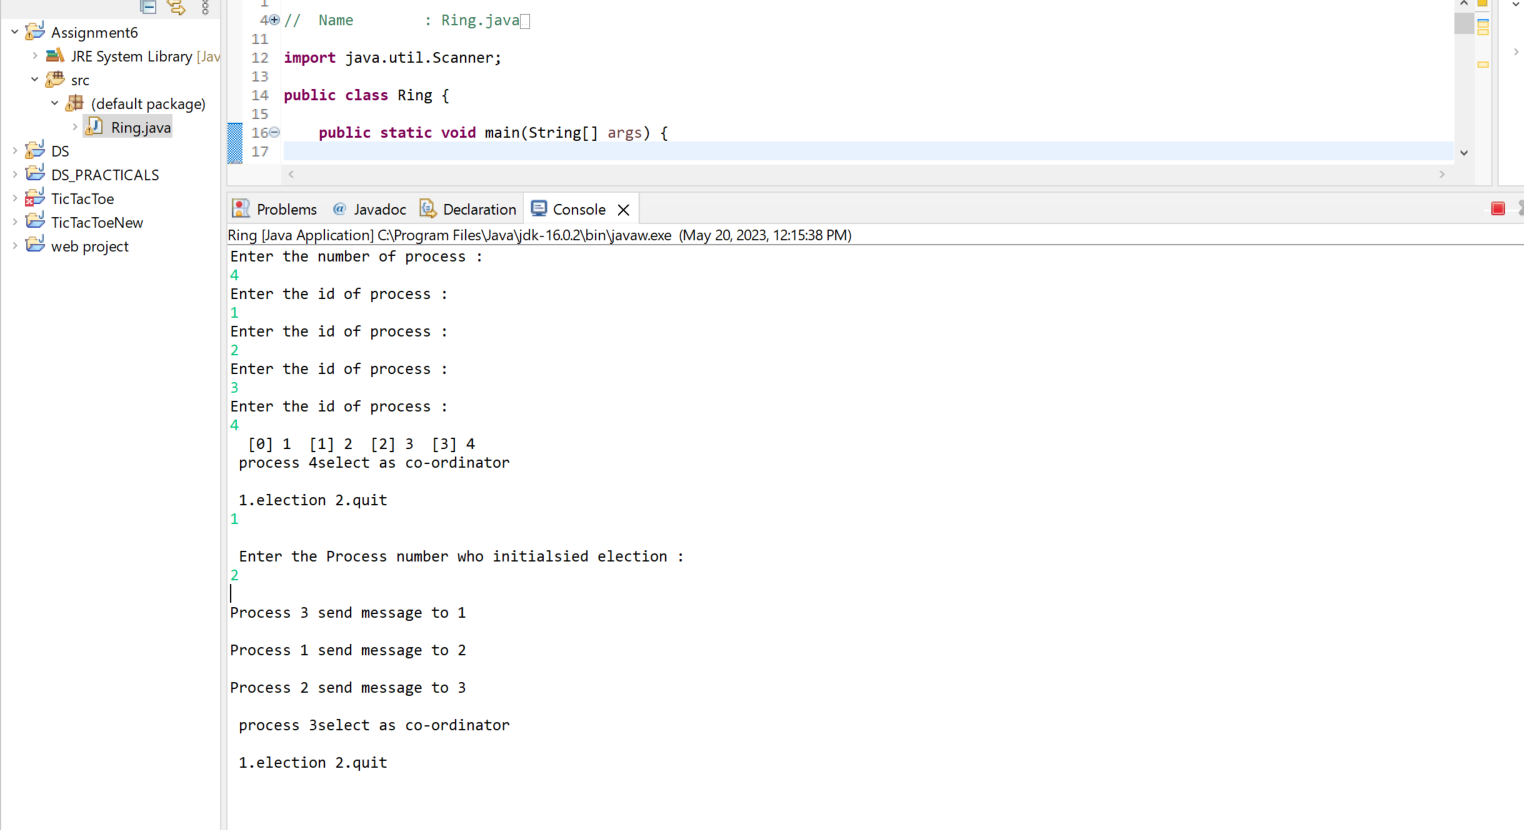 Assignment6
JRE System Library [Jav
src
(default package)
Ring.java
DS
DS_PRACTICALS
TicTacToe
TicTacToeNew
web project
1
4 // Name : Ring.java
11
12 import java.util.Scanner;
13
14 public class Ring {
15
16 public static void main(String[] args) {
17
Problems @ Javadoc Declaration Console
Ring [Java Application] C:\Program Files\Java\jdk-16.0.2\bin\javaw.exe (May 20, 2023, 12:15:38 PM)
Enter the number of process :
4
Enter the id of process :
1
Enter the id of process :
2
Enter the id of process :
3
Enter the id of process :
4
[0] 1 [1] 2 [2] 3 [3] 4
process 4select as co-ordinator
1.election 2.quit
1
Enter the Process number who initialsied election :
2
Process 3 send message to 1
Process 1 send message to 2
Process 2 send message to 3
process 3select as co-ordinator
1.election 2.quit